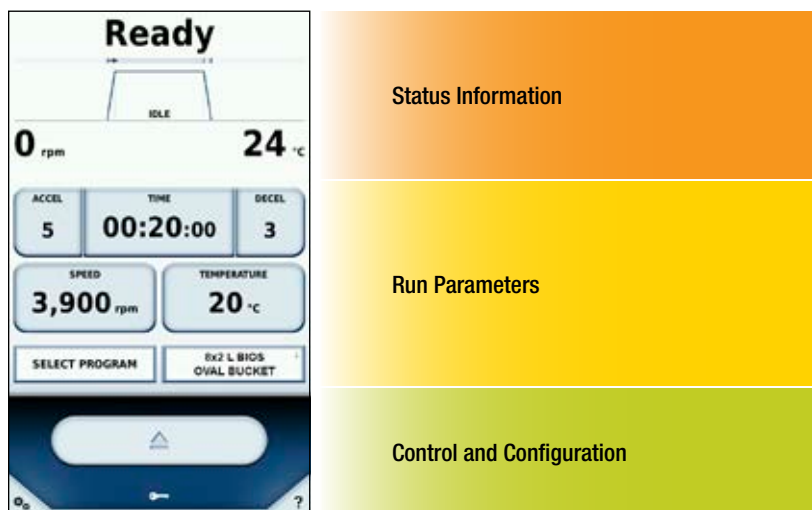 Ready
IDLE
0 rpm
24 °C
ACCEL
5
TIME
00:20:00
DECEL
3
SPEED
3,900 rpm
TEMPERATURE
20 °C
SELECT PROGRAM
8x2 L BIOS
OVAL BUCKET
?
Status Information
Run Parameters
Control and Configuration